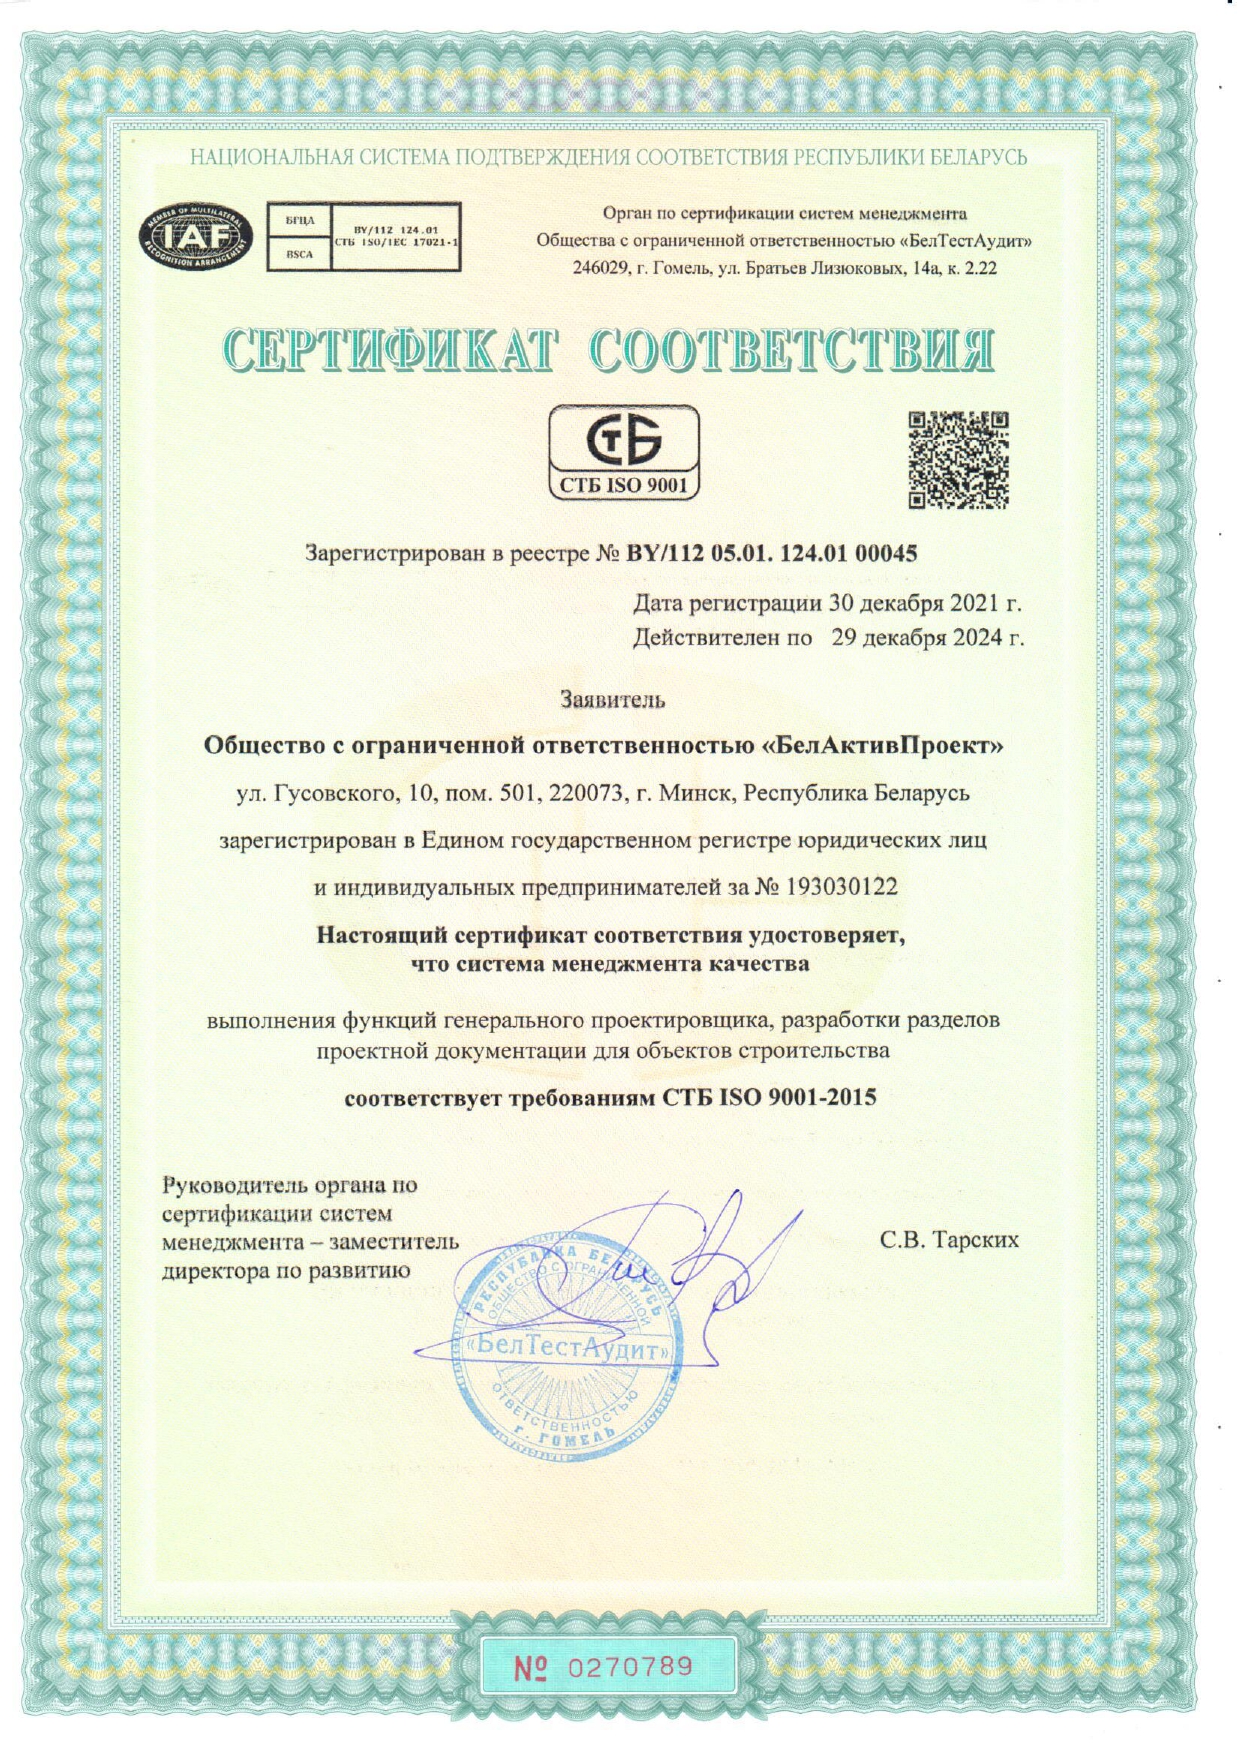 НАЦИОНАЛЬНАЯ СИСТЕМА ПОДТВЕРЖДЕНИЯ СООТВЕТСТВИЯ РЕСПУБЛИКИ БЕЛАРУСЬ
MEMBER OF MULTILATERAL
IAF
RECOGNITION ARRANGEMENT
БГЦА
BSCA
BY/112 124.01
СТБ ISO/IEC 17021-1
Орган по сертификации систем менеджмента
Общества с ограниченной ответственностью «БелТестАудит»
246029, г. Гомель, ул. Братьев Лизюковых, 14а, к. 2.22
СЕРТИФИКАТ СООТВЕТСТВИЯ
СТБ
СТБ ISO 9001
Зарегистрирован в реестре № BY/112 05.01. 124.01 00045
Дата регистрации 30 декабря 2021 г.
Действителен по 29 декабря 2024 г.
Заявитель
Общество с ограниченной ответственностью «БелАктивПроект»
ул. Гусовского, 10, пом. 501, 220073, г. Минск, Республика Беларусь
зарегистрирован в Едином государственном регистре юридических лиц
и индивидуальных предпринимателей за № 193030122
Настоящий сертификат соответствия удостоверяет,
что система менеджмента качества
выполнения функций генерального проектировщика, разработки разделов
проектной документации для объектов строительства
соответствует требованиям СТБ ISO 9001-2015
Руководитель органа по
сертификации систем
менеджмента – заместитель
директора по развитию
С.В. Тарских
РЕСПУБЛИКА БЕЛАРУСЬ
ОБЩЕСТВО С ОГРАНИЧЕННОЙ
«БелТестАудит»
ОТВЕТСТВЕННОСТЬЮ
г. ГОМЕЛЬ
№ 0270789